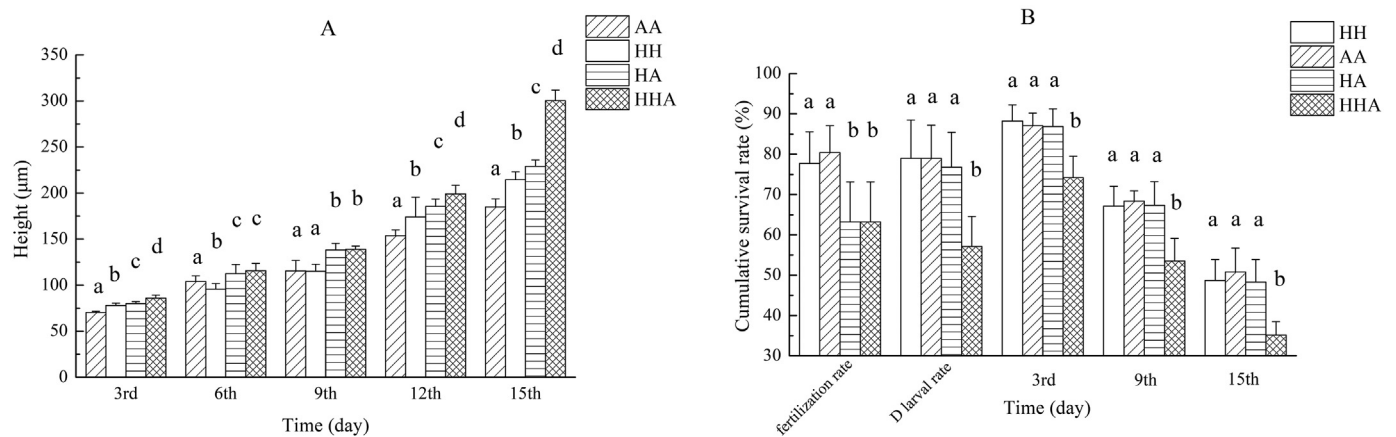 A
AA
HH
HA
HHA
Height (μm)
350
300
250
200
150
100
50
0
a b c d
a b c c
a a b b
a b c d
a b c d
3rd 6th 9th 12th 15th
Time (day)
B
HH
AA
HA
HHA
Cumulative survival rate (%)
100
90
80
70
60
50
40
30
a a b b
a a a b
a a a b
a a a b
a a a b
fertilization rate D larval rate 3rd 9th 15th
Time (day)